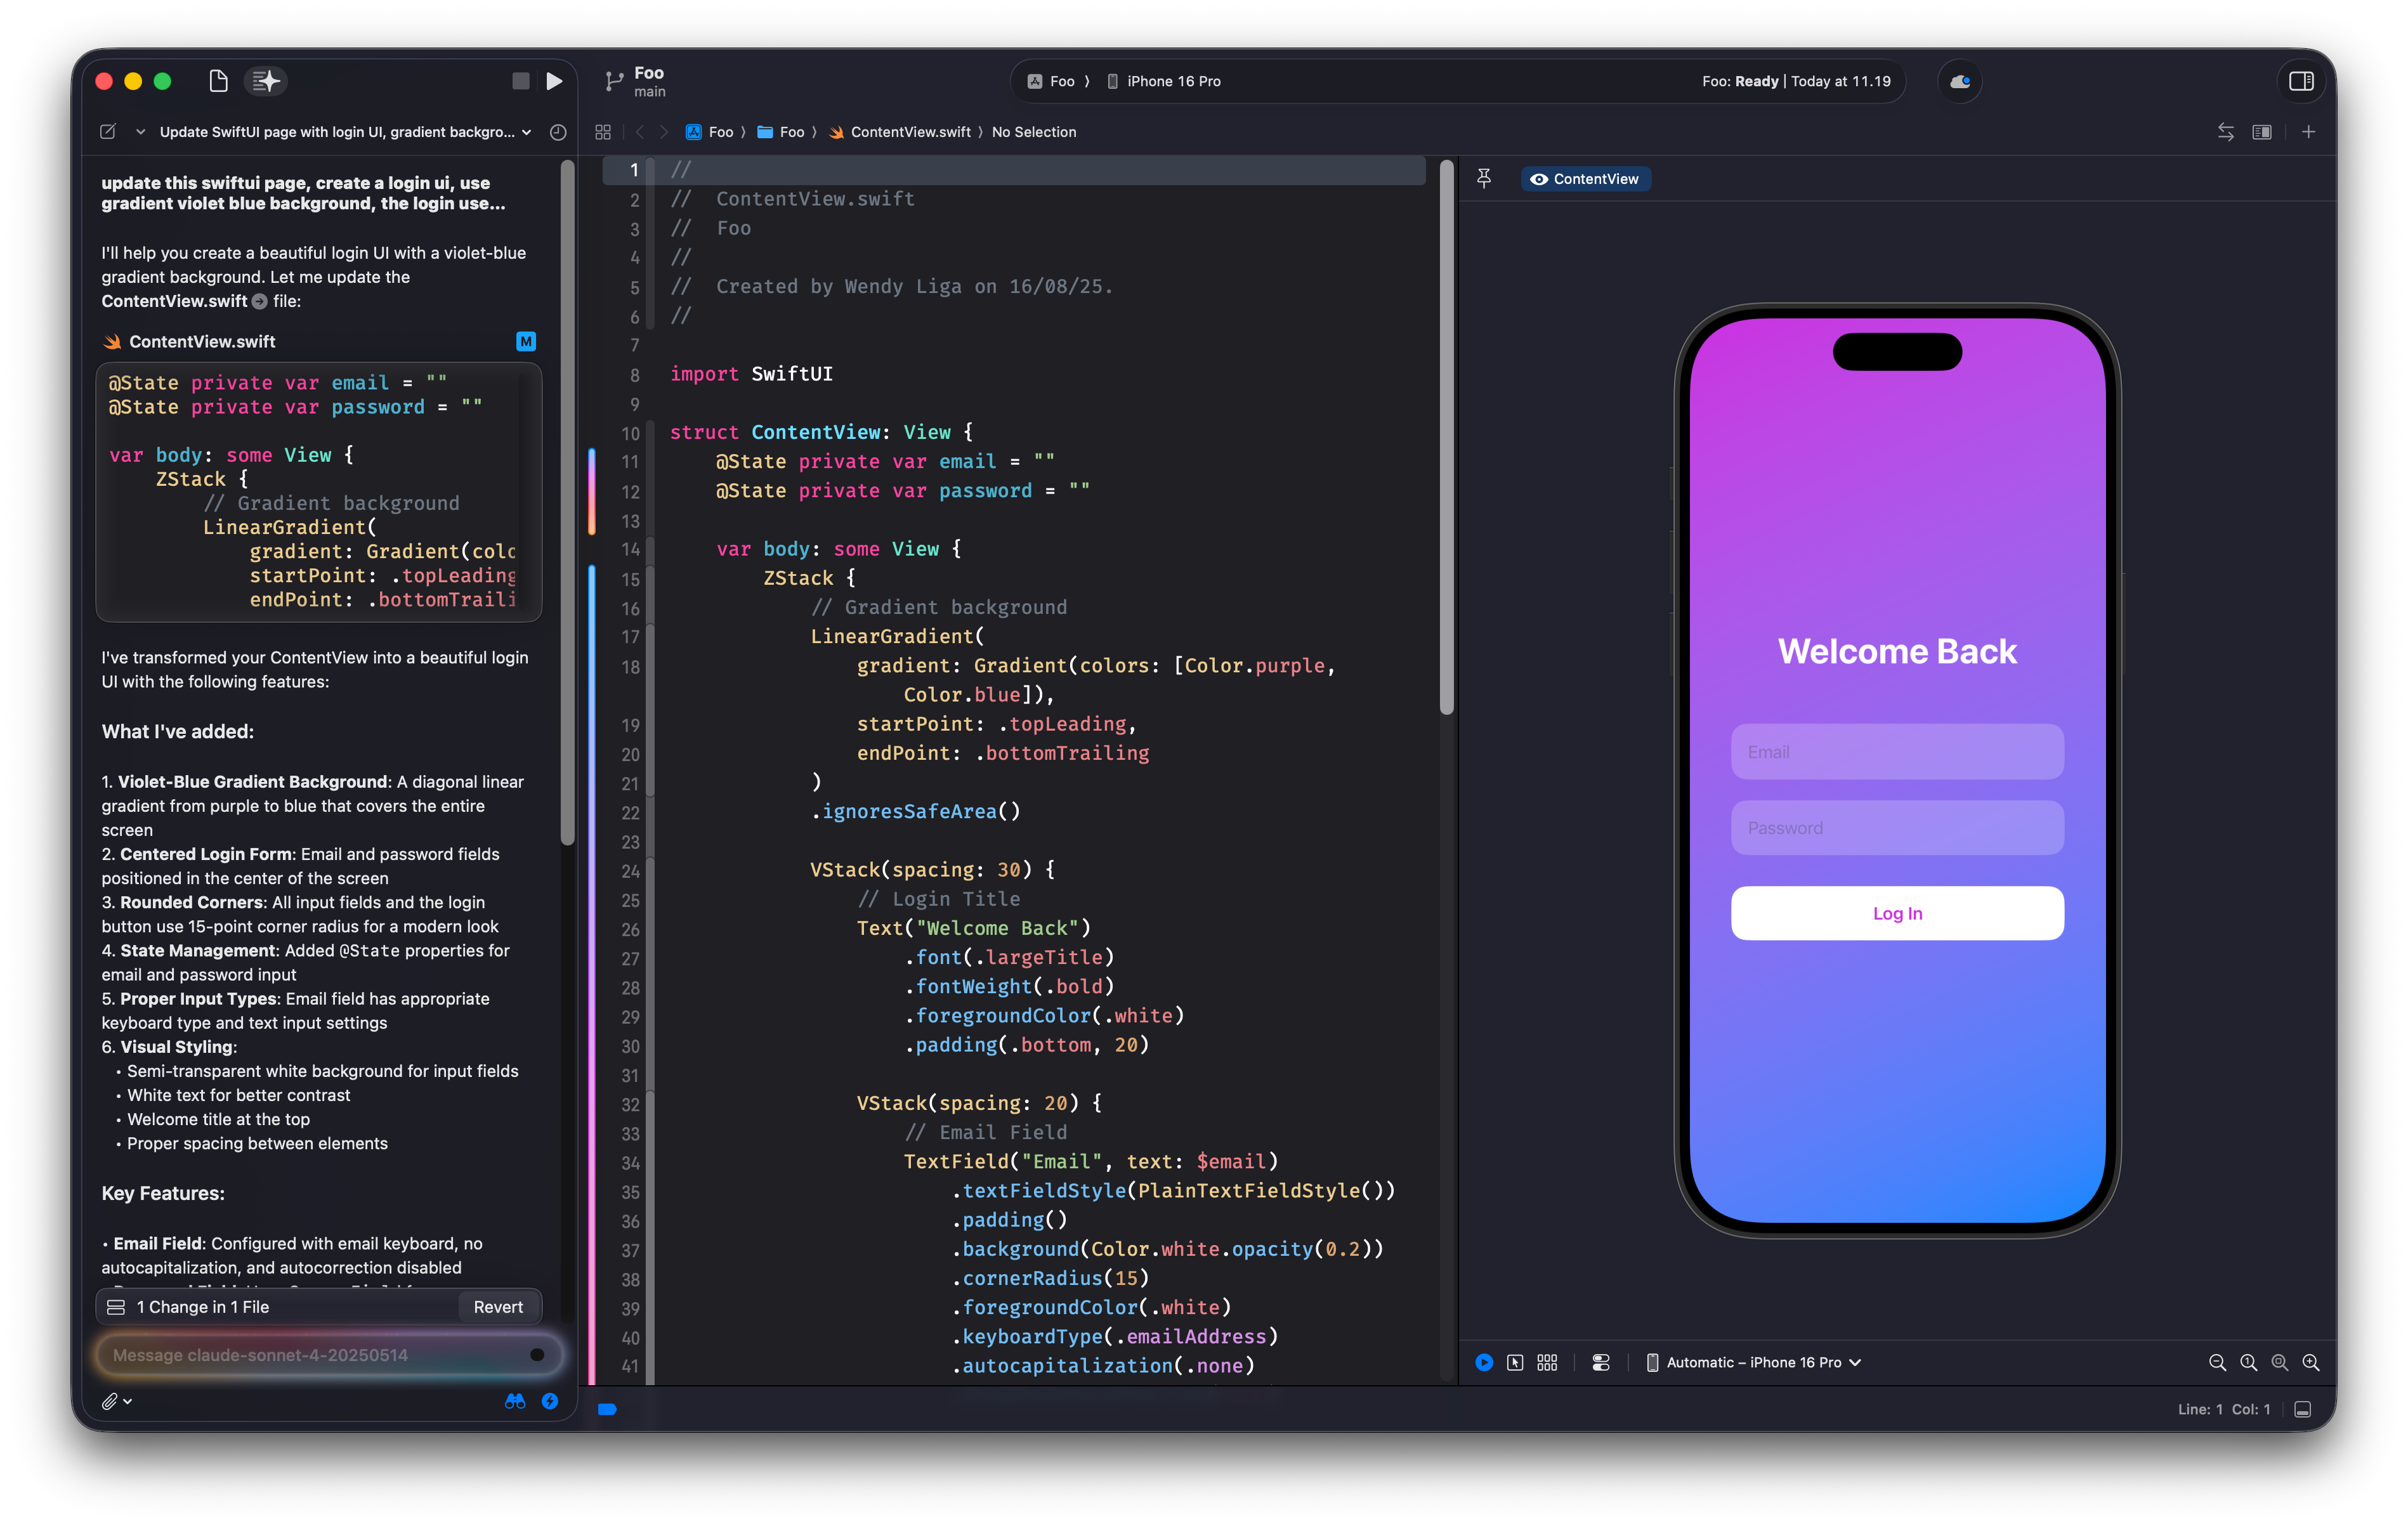 Foo
main
Foo 〉 iPhone 16 Pro
Foo: Ready | Today at 11.19
Update SwiftUI page with login UI, gradient backgro...
Foo 〉 Foo 〉 ContentView.swift 〉 No Selection
update this swiftui page, create a login ui, use
gradient violet blue background, the login use...
I'll help you create a beautiful login UI with a violet-blue
gradient background. Let me update the
ContentView.swift file:
ContentView.swift
M
@State private var email = ""
@State private var password = ""
var body: some View {
ZStack {
// Gradient background
LinearGradient(
gradient: Gradient(colo
startPoint: .topLeading
endPoint: .bottomTraili
I've transformed your ContentView into a beautiful login
UI with the following features:
What I've added:
1. Violet-Blue Gradient Background: A diagonal linear
gradient from purple to blue that covers the entire
screen
2. Centered Login Form: Email and password fields
positioned in the center of the screen
3. Rounded Corners: All input fields and the login
button use 15-point corner radius for a modern look
4. State Management: Added @State properties for
email and password input
5. Proper Input Types: Email field has appropriate
keyboard type and text input settings
6. Visual Styling:
• Semi-transparent white background for input fields
• White text for better contrast
• Welcome title at the top
• Proper spacing between elements
Key Features:
• Email Field: Configured with email keyboard, no
autocapitalization, and autocorrection disabled
1 Change in 1 File
Revert
Message claude-sonnet-4-20250514
1 //
2 //  ContentView.swift
3 //  Foo
4 //
5 //  Created by Wendy Liga on 16/08/25.
6 //
7
8 import SwiftUI
9
10 struct ContentView: View {
11 @State private var email = ""
12 @State private var password = ""
13
14 var body: some View {
15 ZStack {
16 // Gradient background
17 LinearGradient(
18 gradient: Gradient(colors: [Color.purple,
Color.blue]),
19 startPoint: .topLeading,
20 endPoint: .bottomTrailing
21 )
22 .ignoresSafeArea()
23
24 VStack(spacing: 30) {
25 // Login Title
26 Text("Welcome Back")
27 .font(.largeTitle)
28 .fontWeight(.bold)
29 .foregroundColor(.white)
30 .padding(.bottom, 20)
31
32 VStack(spacing: 20) {
33 // Email Field
34 TextField("Email", text: $email)
35 .textFieldStyle(PlainTextFieldStyle())
36 .padding()
37 .background(Color.white.opacity(0.2))
38 .cornerRadius(15)
39 .foregroundColor(.white)
40 .keyboardType(.emailAddress)
41 .autocapitalization(.none)
ContentView
Welcome Back
Email
Password
Log In
Automatic – iPhone 16 Pro
Line: 1 Col: 1